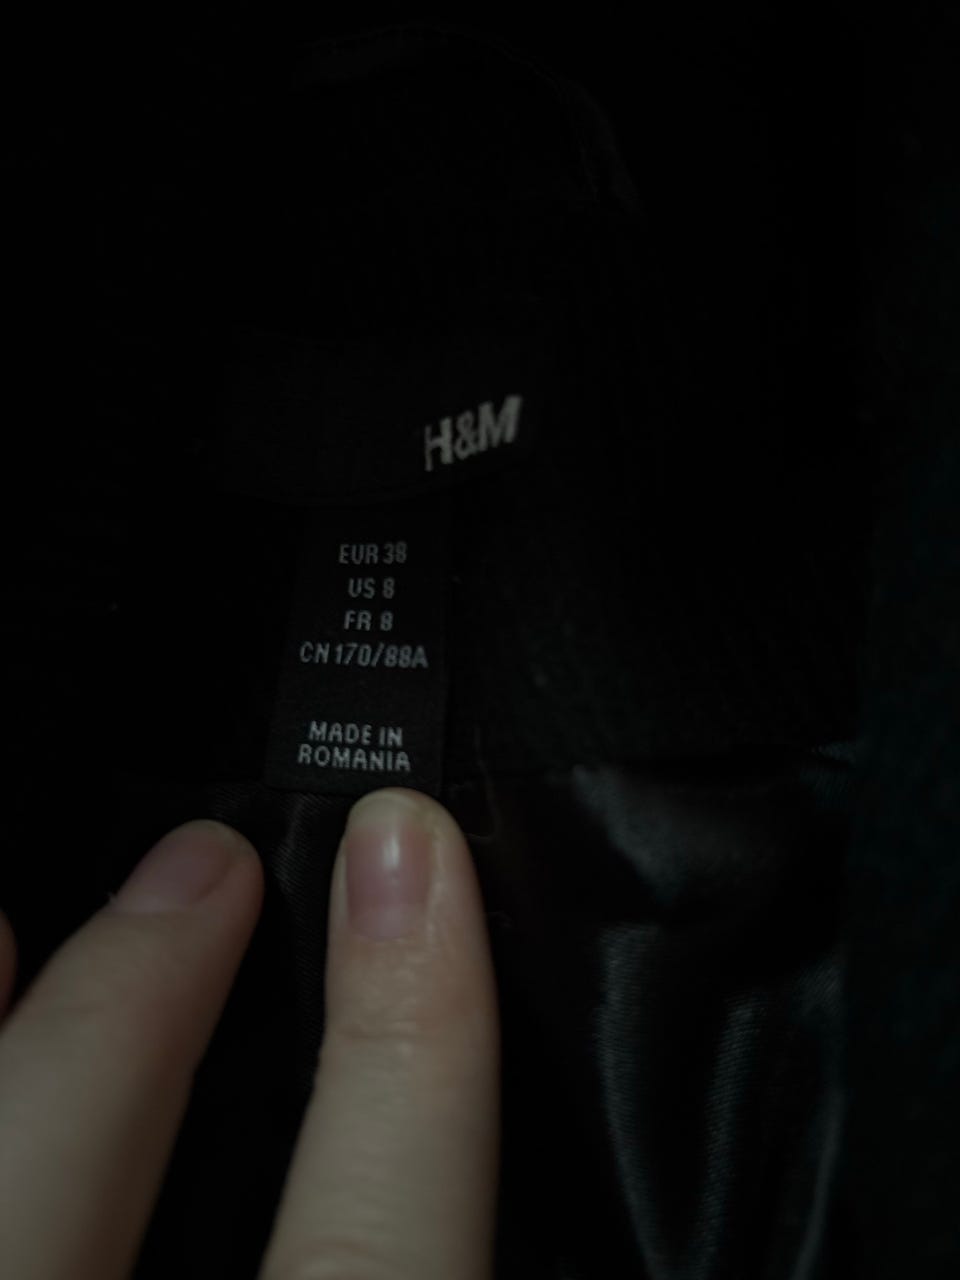 H&M
EUR 38
US 8
FR 8
CN 170/88A
MADE IN
ROMANIA